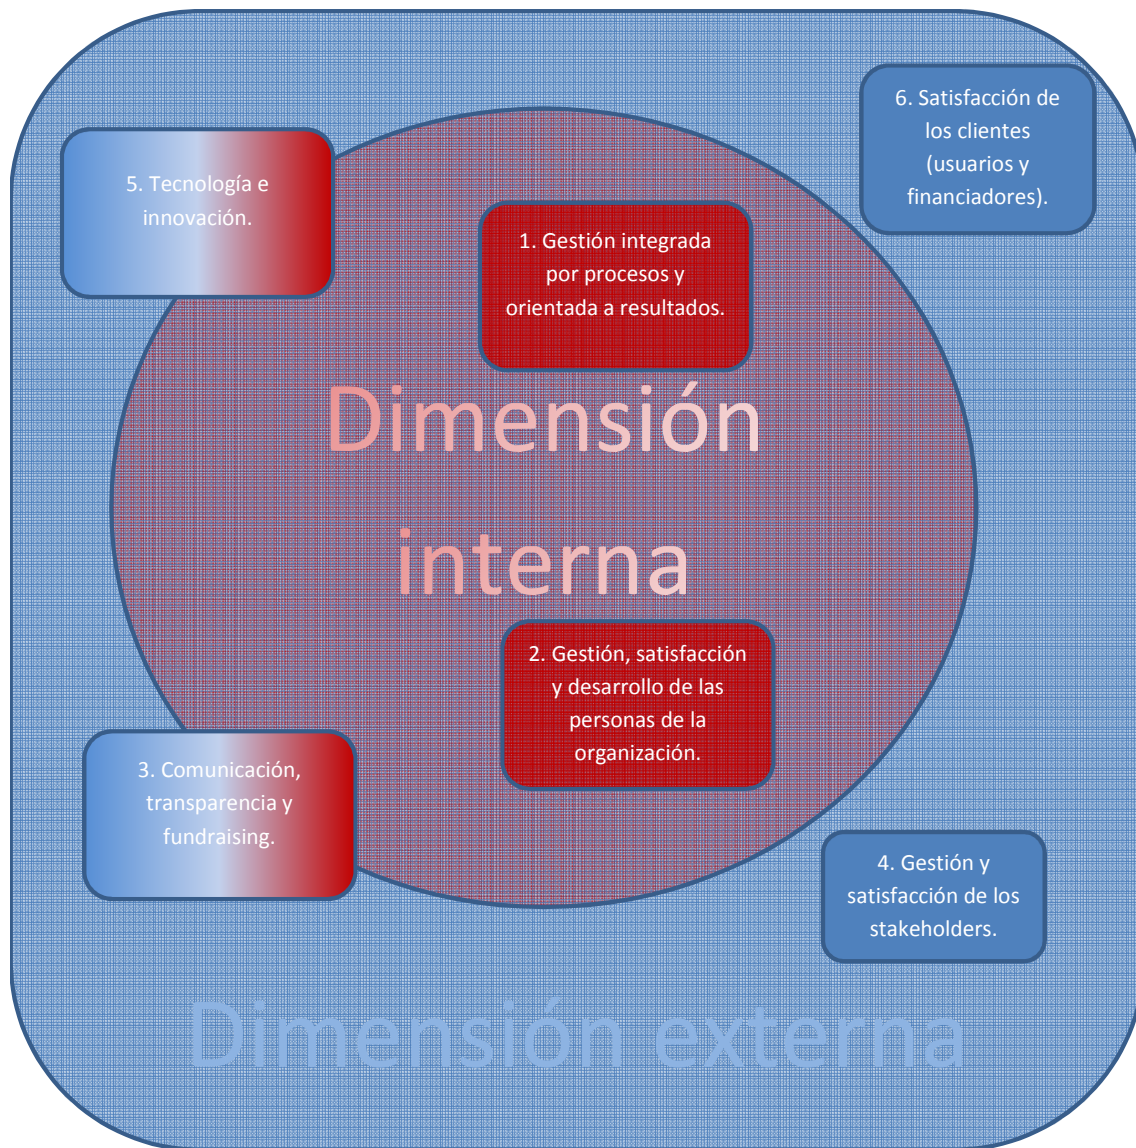 6. Satisfacción de
los clientes
(usuarios y
financiadores).
5. Tecnología e
innovación.
1. Gestión integrada
por procesos y
orientada a resultados.
Dimensión
interna
2. Gestión, satisfacción
y desarrollo de las
personas de la
organización.
3. Comunicación,
transparencia y
fundraising.
4. Gestión y
satisfacción de los
stakeholders.
Dimensión externa